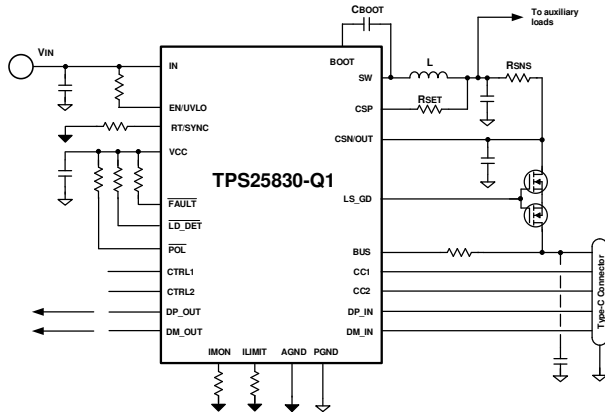 CBOOT
To auxiliary
loads
VIN
BOOT
IN
SW
L
RSNS
EN/UVLO
CSP
RSET
RT/SYNC
CSN/OUT
VCC
TPS25830-Q1
FAULT
LS_GD
LD_DET
POL
BUS
CTRL1
CC1
CTRL2
CC2
DP_OUT
DP_IN
DM_OUT
DM_IN
Type-C Connector
IMON
ILIMIT
AGND
PGND